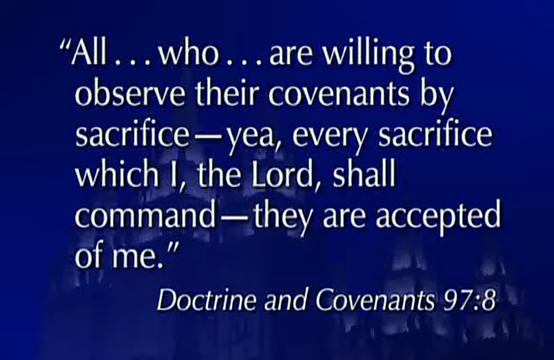 “All . . . who . . . are willing to
observe their covenants by
sacrifice—yea, every sacrifice
which I, the Lord, shall
command—they are accepted
of me.”
Doctrine and Covenants 97:8